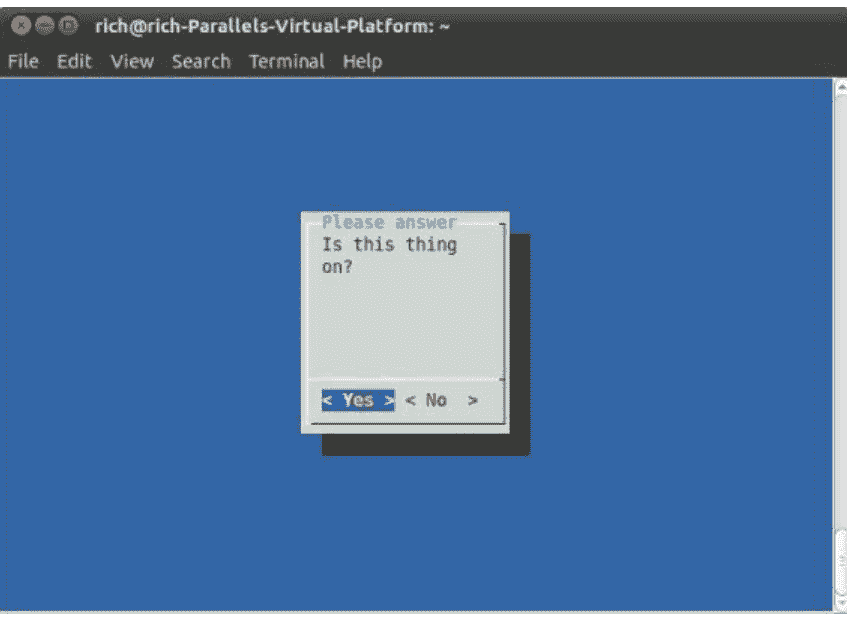 rich@rich-Parallels-Virtual-Platform: ~
File Edit View Search Terminal Help
Please answer
Is this thing
on?
< Yes > < No >